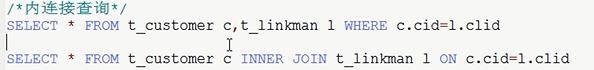 /*内连接查询*/
SELECT * FROM t_customer c,t_linkman l WHERE c.cid=l.clid
SELECT * FROM t_customer c INNER JOIN t_linkman l ON c.cid=l.clid